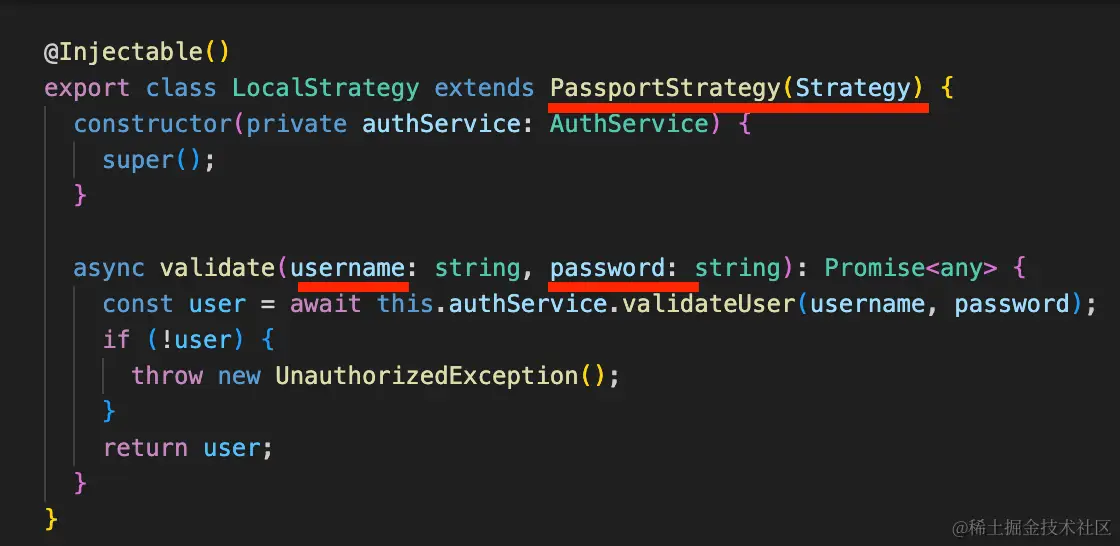 @Injectable()
export class LocalStrategy extends PassportStrategy(Strategy) {
constructor(private authService: AuthService) {
super();
}
async validate(username: string, password: string): Promise<any> {
const user = await this.authService.validateUser(username, password);
if (!user) {
throw new UnauthorizedException();
}
return user;
}
}
@稀土掘金技术社区